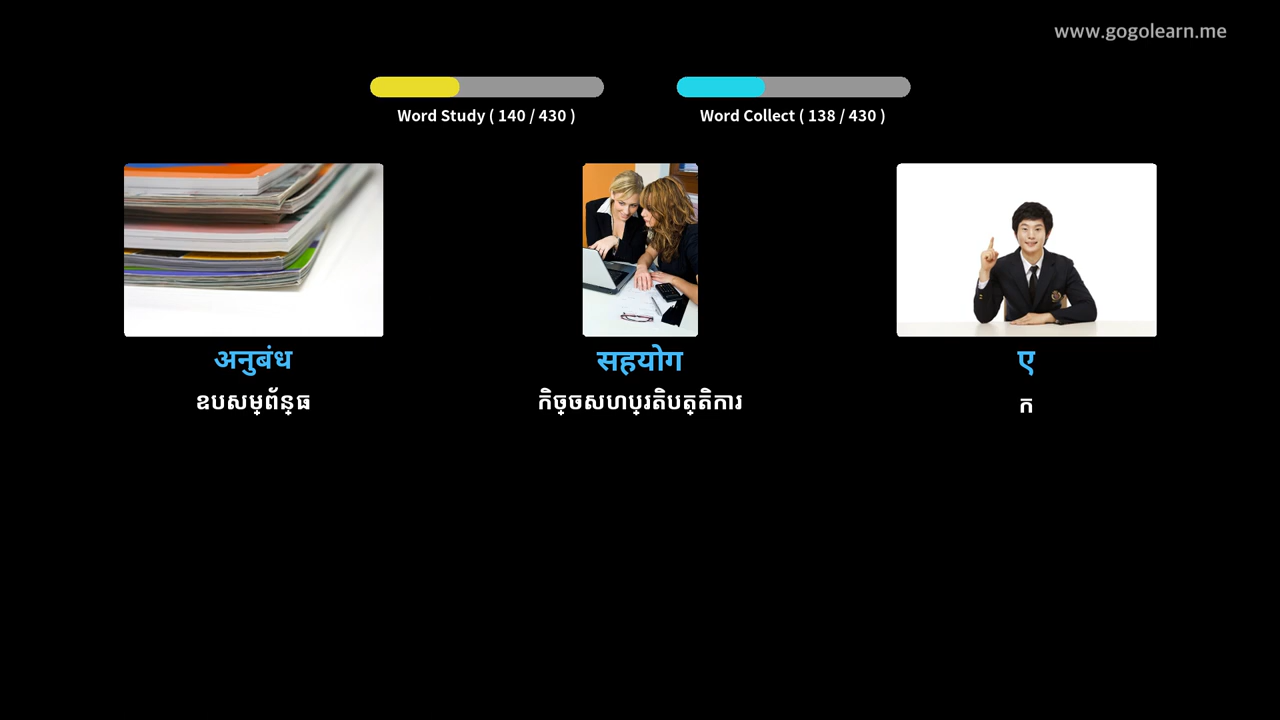 www.gogolearn.me
Word Study ( 140 / 430 )
Word Collect ( 138 / 430 )
अनुबंध
सहयोग
ए
ឧបសម្ព័ន្ធ
កិច្ចសហប្រតិបត្តិការ
ក